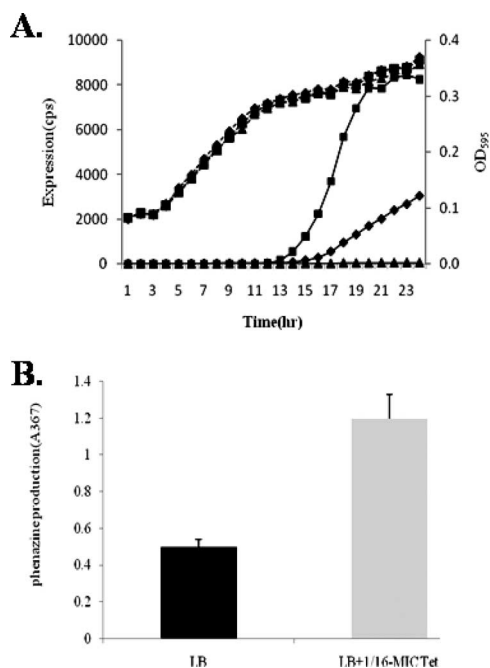 A.
10000
8000
6000
4000
2000
0
Expression(cps)
0.4
0.3
0.2
0.1
0.0
OD595
1 3 5 7 9 11 13 15 17 19 21 23
Time(hr)
B.
1.4
1.2
1
0.8
0.6
0.4
0.2
0
phenazine production(A367)
LB
LB+1/16-MICTet